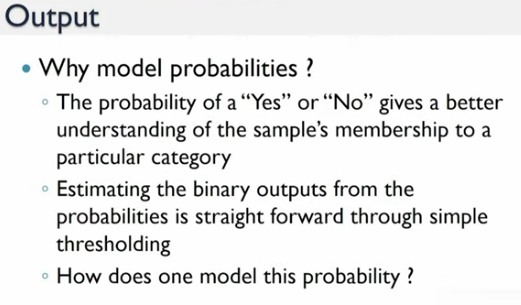 Output
• Why model probabilities ?
◦ The probability of a “Yes” or “No” gives a better
understanding of the sample’s membership to a
particular category
◦ Estimating the binary outputs from the
probabilities is straight forward through simple
thresholding
◦ How does one model this probability ?